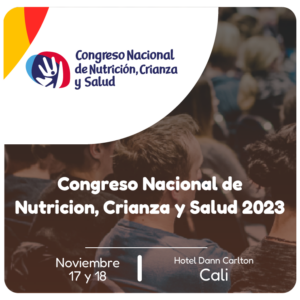 Congreso Nacional
de Nutrición, Crianza
y Salud
Congreso Nacional de
Nutricion, Crianza y Salud 2023
Noviembre
17 y 18
Hotel Dann Carlton
Cali